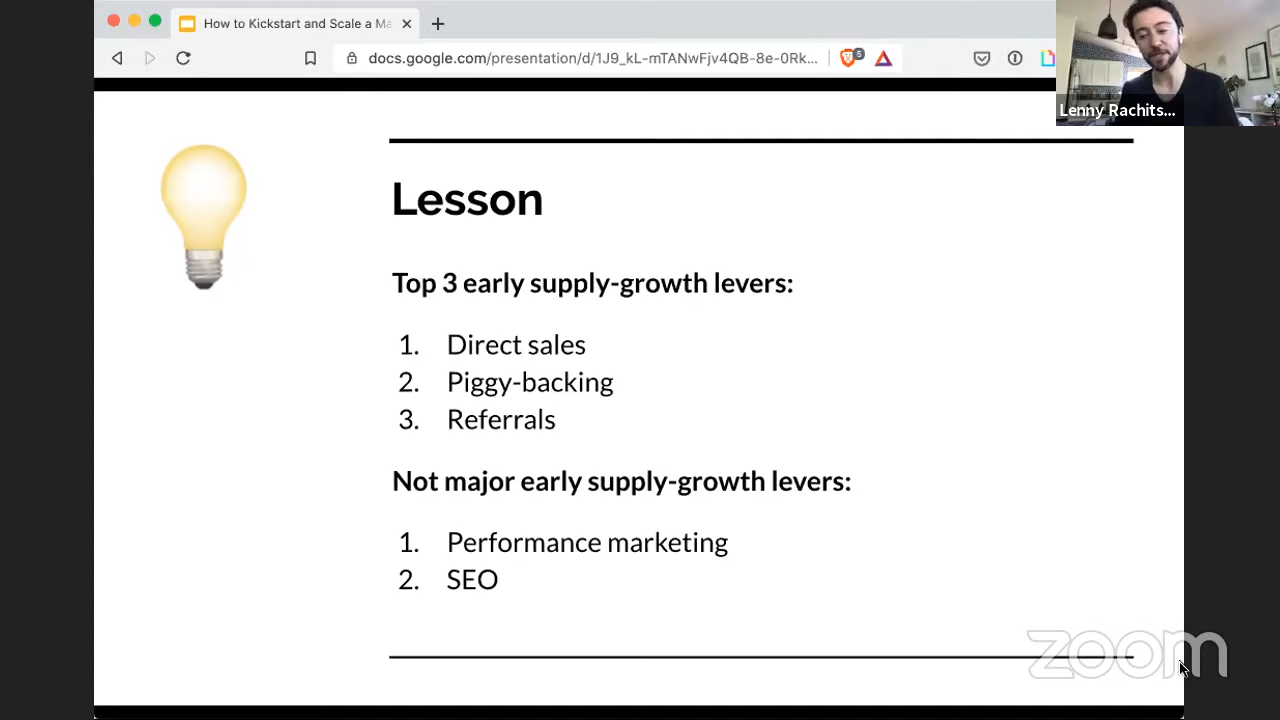 How to Kickstart and Scale a Ma
docs.google.com/presentation/d/1J9_kL-mTANwFjv4QB-8e-0Rk...
5
Lenny Rachits...
Lesson
Top 3 early supply-growth levers:
1. Direct sales
2. Piggy-backing
3. Referrals
Not major early supply-growth levers:
1. Performance marketing
2. SEO
zoom